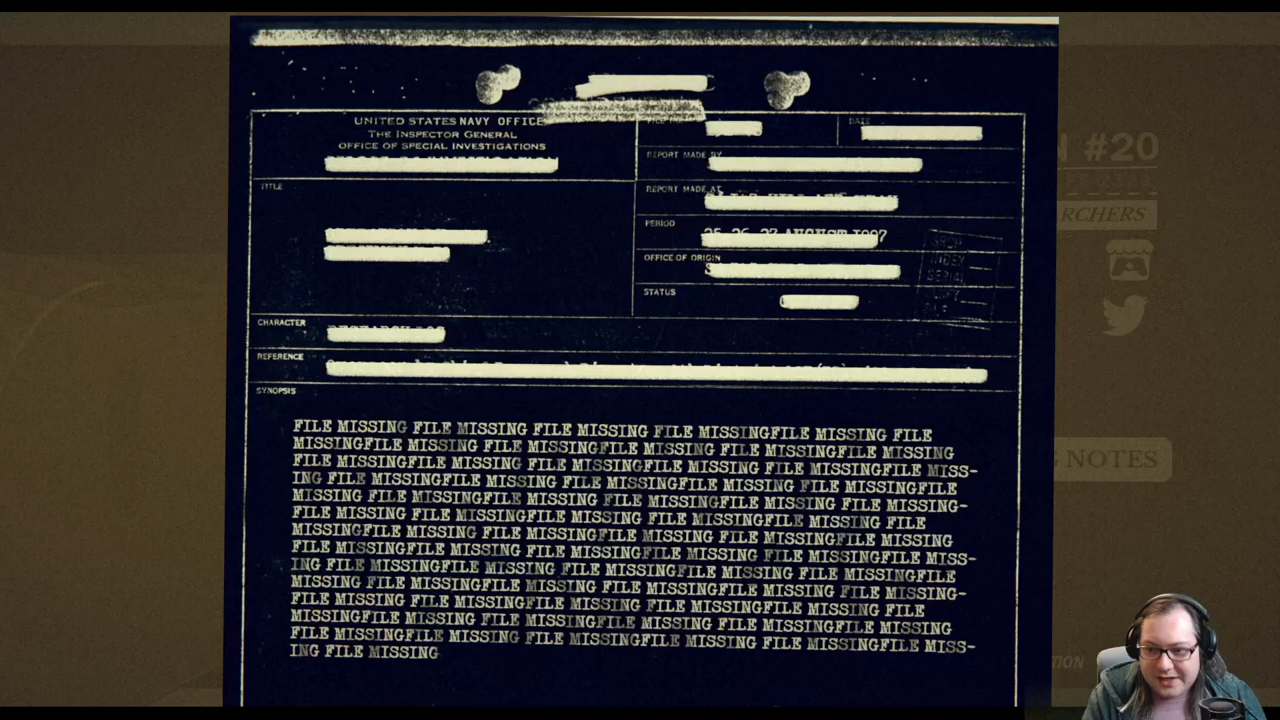 UNITED STATES NAVY OFFICE
THE INSPECTOR GENERAL
OFFICE OF SPECIAL INVESTIGATIONS
DATE
REPORT MADE BY
TITLE
REPORT MADE AT
PERIOD
25 26 27 AUGUST 1997
OFFICE OF ORIGIN
STATUS
CHARACTER
REFERENCE
SYNOPSIS
FILE MISSING FILE MISSING FILE MISSING FILE MISSINGFILE MISSING FILE
MISSINGFILE MISSING FILE MISSINGFILE MISSING FILE MISSINGFILE MISSING
FILE MISSINGFILE MISSING FILE MISSINGFILE MISSING FILE MISSINGFILE MISS-
ING FILE MISSINGFILE MISSING FILE MISSINGFILE MISSING FILE MISSINGFILE
MISSING FILE MISSINGFILE MISSING FILE MISSINGFILE MISSING FILE MISSING-
FILE MISSING FILE MISSINGFILE MISSING FILE MISSINGFILE MISSING FILE
MISSINGFILE MISSING FILE MISSINGFILE MISSING FILE MISSINGFILE MISSING
FILE MISSINGFILE MISSING FILE MISSINGFILE MISSING FILE MISSINGFILE MISS-
ING FILE MISSINGFILE MISSING FILE MISSINGFILE MISSING FILE MISSINGFILE
MISSING FILE MISSINGFILE MISSING FILE MISSINGFILE MISSING FILE MISSING-
FILE MISSING FILE MISSINGFILE MISSING FILE MISSINGFILE MISSING FILE
MISSINGFILE MISSING FILE MISSINGFILE MISSING FILE MISSINGFILE MISSING
FILE MISSINGFILE MISSING FILE MISSINGFILE MISSING FILE MISSINGFILE MISS-
ING FILE MISSING
N #20
RCHERS
NOTES